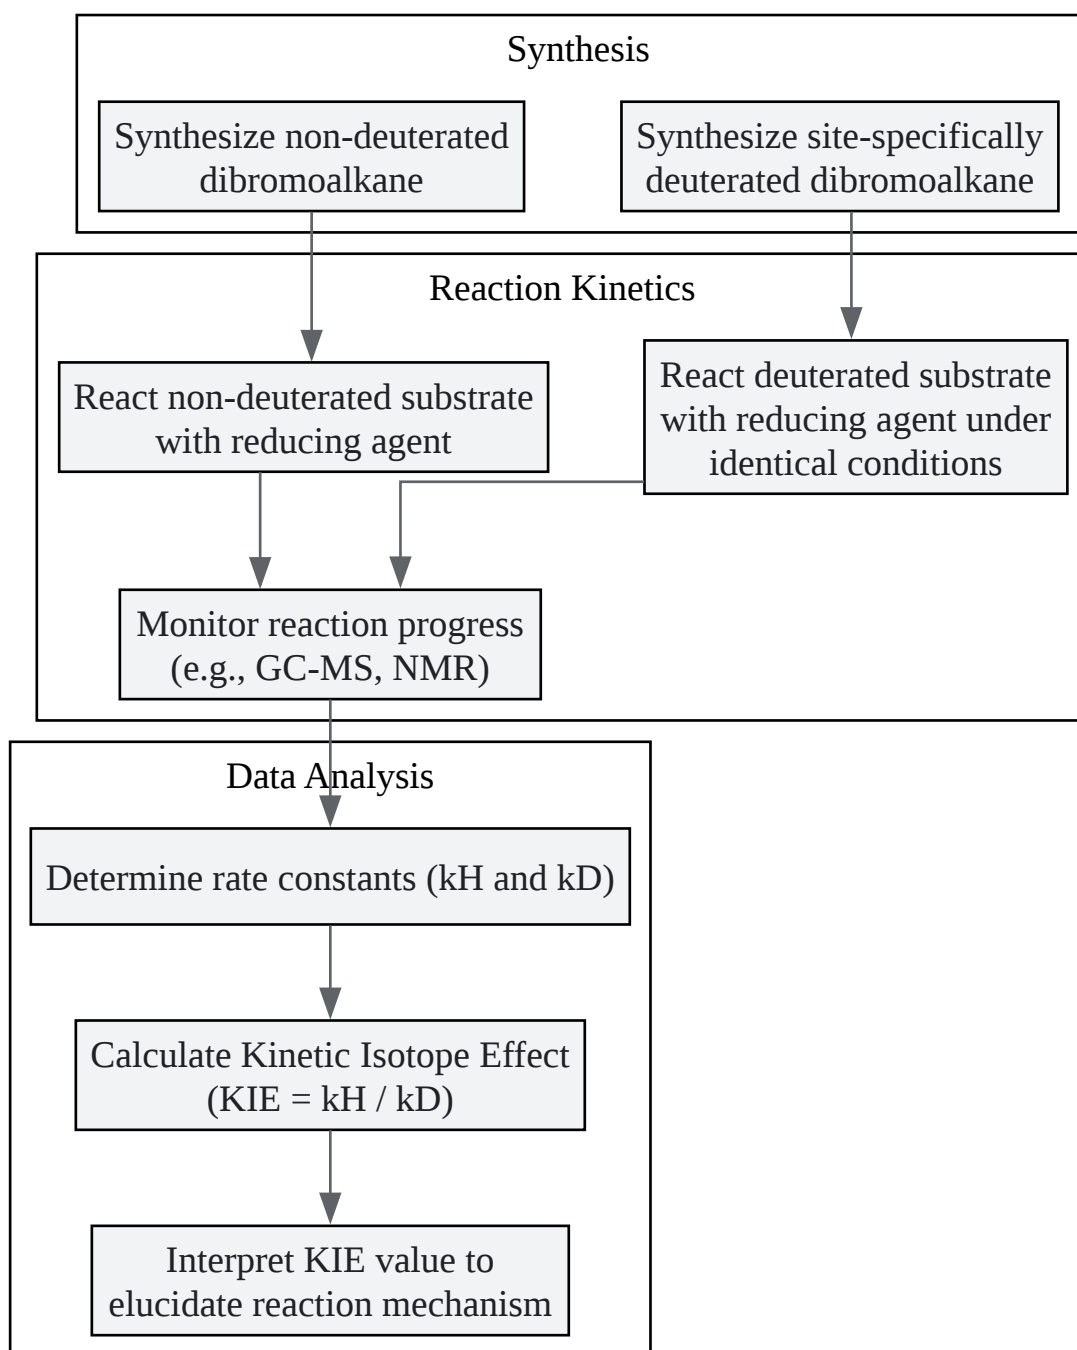 Synthesis
Synthesize non-deuterated
dibromoalkane
Synthesize site-specifically
deuterated dibromoalkane
Reaction Kinetics
React non-deuterated substrate
with reducing agent
React deuterated substrate
with reducing agent under
identical conditions
Monitor reaction progress
(e.g., GC-MS, NMR)
Data Analysis
Determine rate constants (kH and kD)
Calculate Kinetic Isotope Effect
(KIE = kH / kD)
Interpret KIE value to
elucidate reaction mechanism